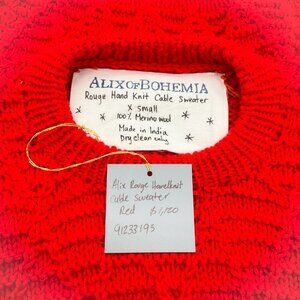 ALIX OF BOHEMIA
Rouge Hand Knit Cable Sweater
X Small
100% Merino wool
Made in India
Dry clean only
Alix Rouge Handknit
Cable Sweater
Red $1,120
91233195